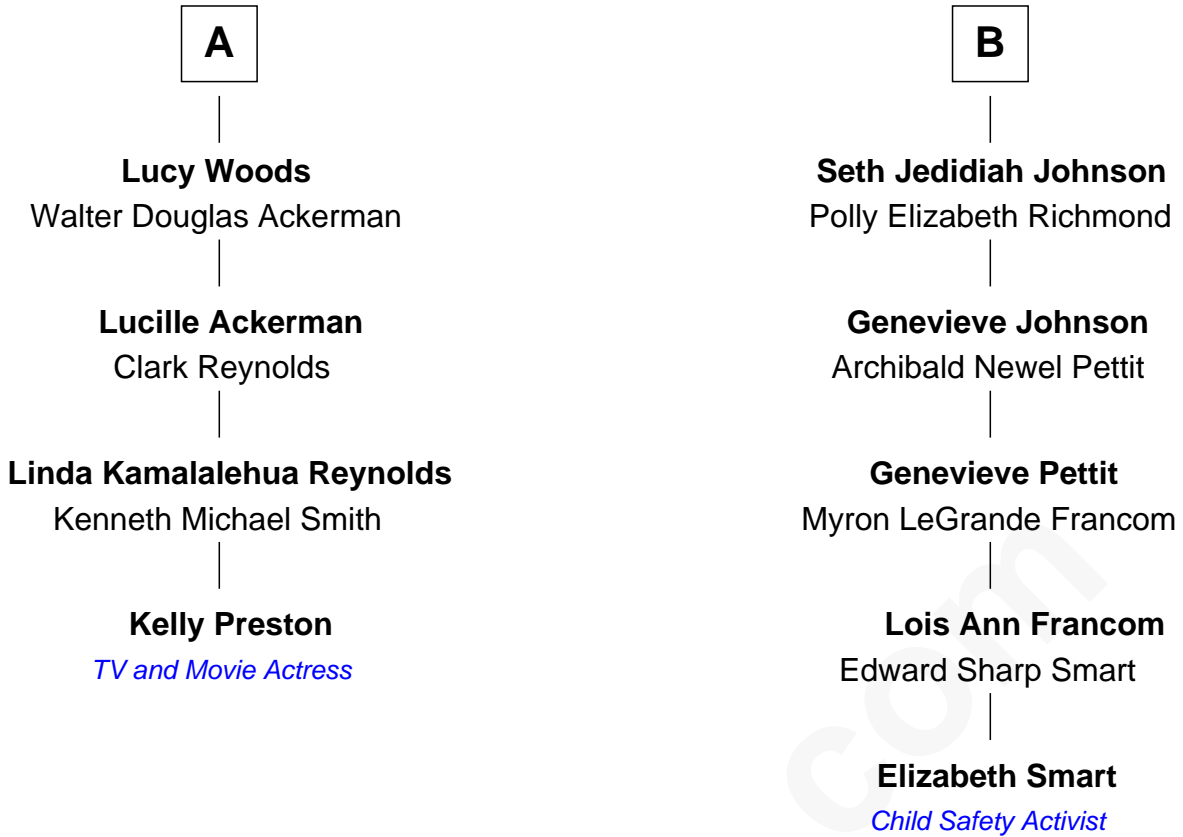 A
Lucy Woods
Walter Douglas Ackerman
Lucille Ackerman
Clark Reynolds
Linda Kamalalehua Reynolds
Kenneth Michael Smith
Kelly Preston
TV and Movie Actress
B
Seth Jedidiah Johnson
Polly Elizabeth Richmond
Genevieve Johnson
Archibald Newel Pettit
Genevieve Pettit
Myron LeGrande Francom
Lois Ann Francom
Edward Sharp Smart
Elizabeth Smart
Child Safety Activist
com